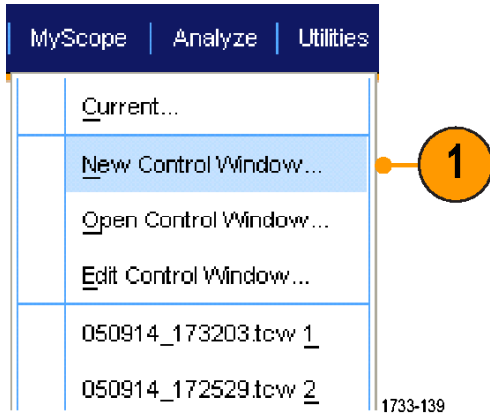 MyScope | Analyze | Utilities
Current...
New Control Window...
1
Open Control Window...
Edit Control Window...
050914_173203.tcw 1
050914_172529.tcw 2
1733-139